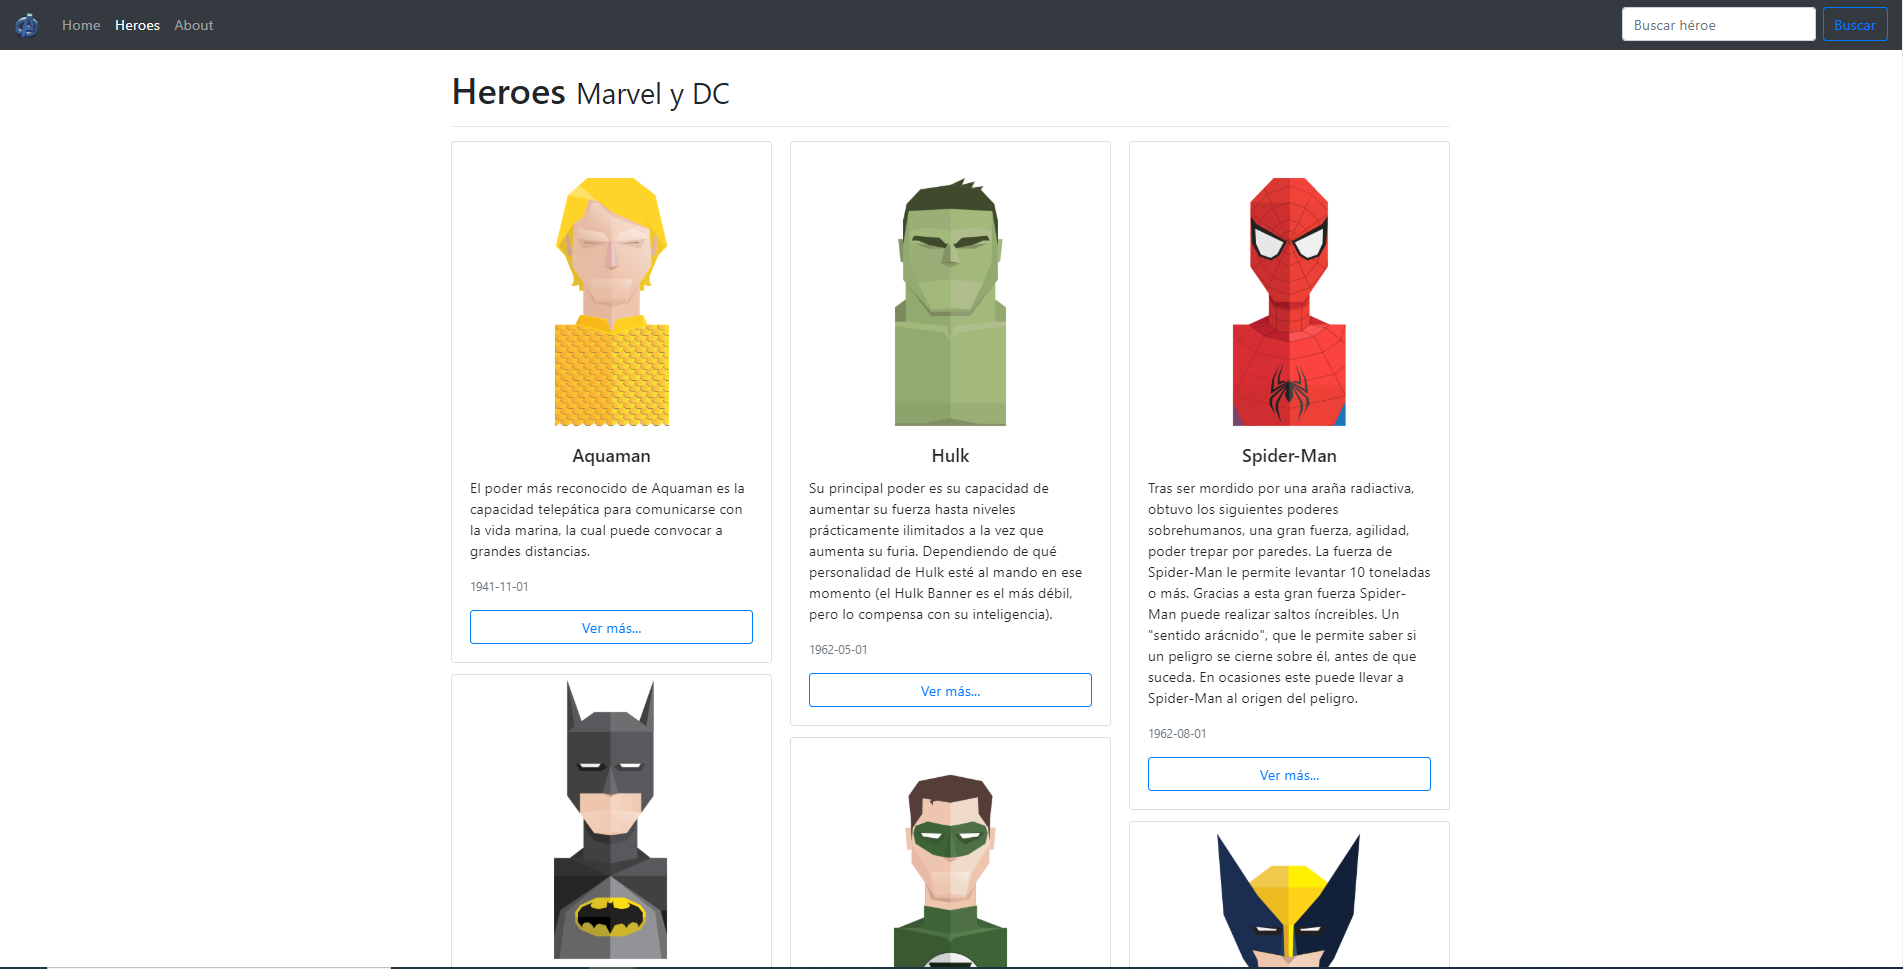 Home Heroes About
Buscar héroe Buscar
Heroes Marvel y DC
Aquaman
El poder más reconocido de Aquaman es la
capacidad telepática para comunicarse con
la vida marina, la cual puede convocar a
grandes distancias.
1941-11-01
Ver más...
Hulk
Su principal poder es su capacidad de
aumentar su fuerza hasta niveles
prácticamente ilimitados a la vez que
aumenta su furia. Dependiendo de qué
personalidad de Hulk esté al mando en ese
momento (el Hulk Banner es el más débil,
pero lo compensa con su inteligencia).
1962-05-01
Ver más...
Spider-Man
Tras ser mordido por una araña radiactiva,
obtuvo los siguientes poderes
sobrehumanos, una gran fuerza, agilidad,
poder trepar por paredes. La fuerza de
Spider-Man le permite levantar 10 toneladas
o más. Gracias a esta gran fuerza Spider-
Man puede realizar saltos íncreibles. Un
"sentido arácnido", que le permite saber si
un peligro se cierne sobre él, antes de que
suceda. En ocasiones este puede llevar a
Spider-Man al origen del peligro.
1962-08-01
Ver más...